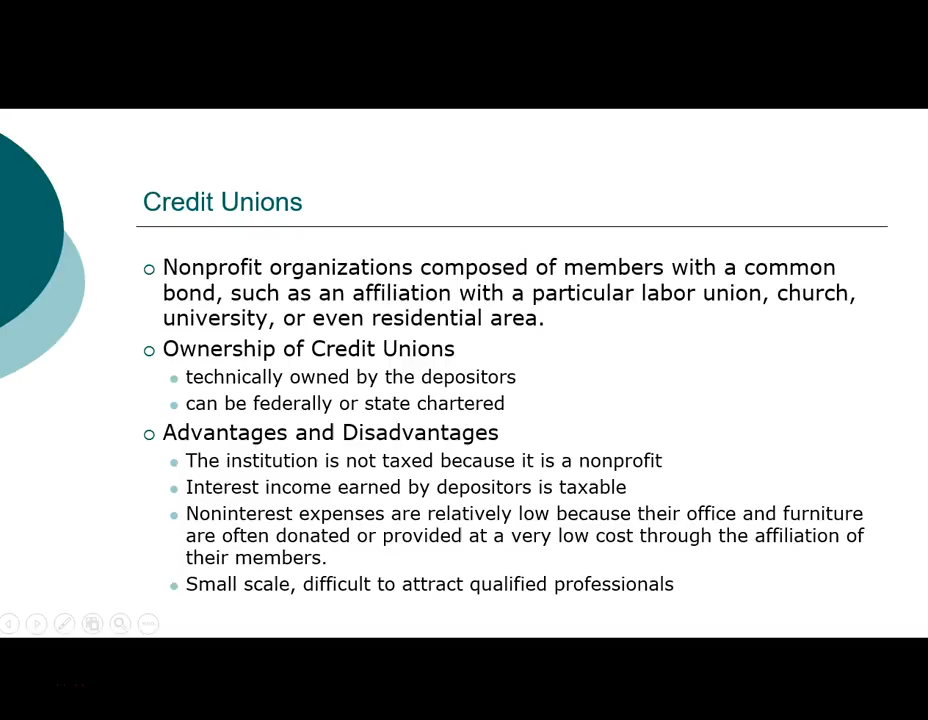 Credit Unions
Nonprofit organizations composed of members with a common
bond, such as an affiliation with a particular labor union, church,
university, or even residential area.
Ownership of Credit Unions
technically owned by the depositors
can be federally or state chartered
Advantages and Disadvantages
The institution is not taxed because it is a nonprofit
Interest income earned by depositors is taxable
Noninterest expenses are relatively low because their office and furniture
are often donated or provided at a very low cost through the affiliation of
their members.
Small scale, difficult to attract qualified professionals